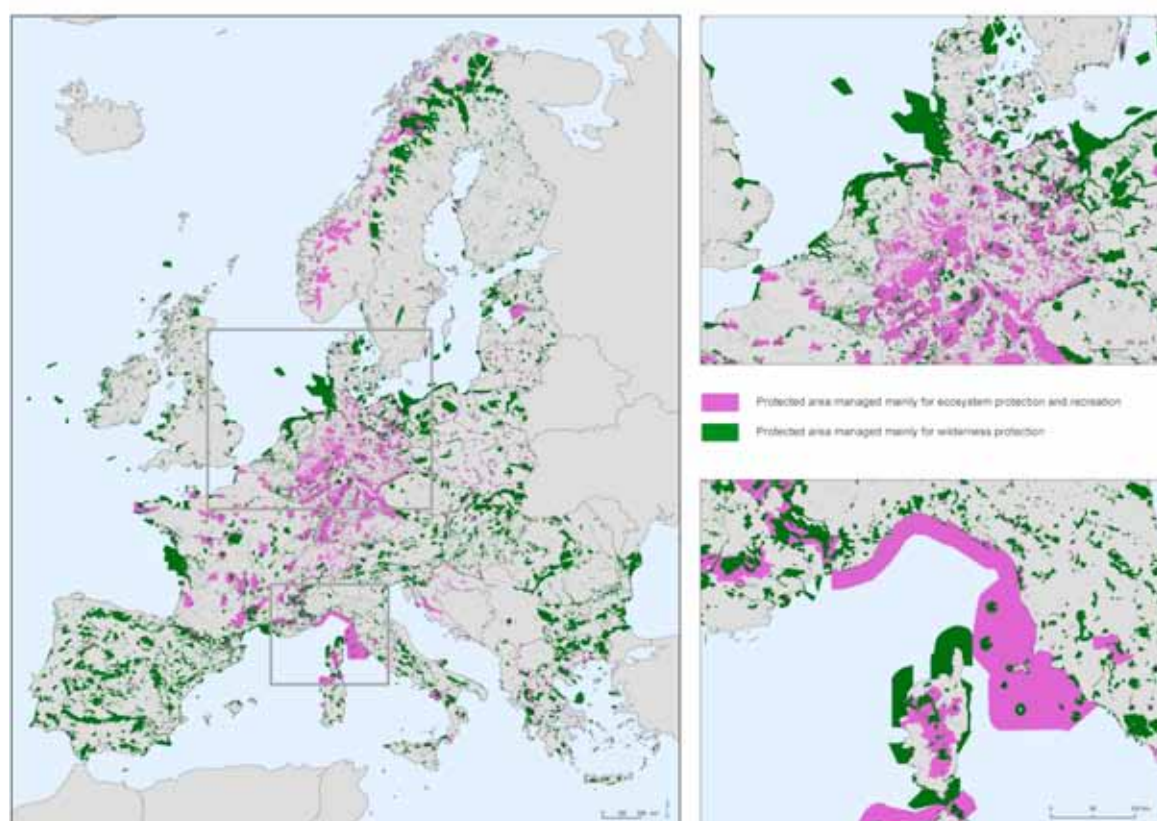 Protected area managed mainly for ecosystem protection and recreation
Protected area managed mainly for wilderness protection